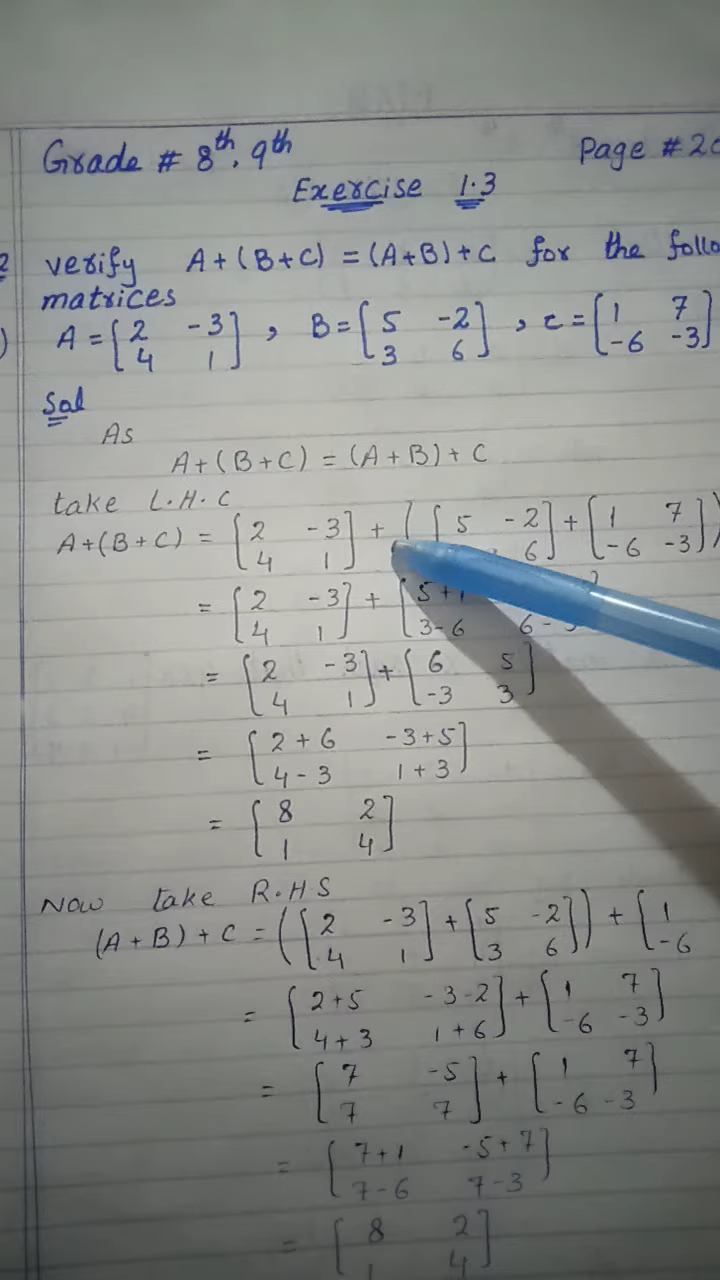 Grade # 8th, 9th Page # 20
Exercise 1.3
2 verify A+(B+C) = (A+B)+C for the follo
matrices
) A = [2 -3] , B = [5 -2] , C = [1 7]
[4 1] [3 6] [-6 -3]
Sol
As
A+(B+C) = (A+B)+C
take L.H.C
A+(B+C) = [2 -3] + ([5 -2] + [1 7])
[4 1] 6] [-6 -3]
= [2 -3] + [5+1
[4 1] [3-6 6-3
= [2 -3] + [6 5]
[4 1] [-3 3]
= [2+6 -3+5]
[4-3 1+3]
= [8 2]
[1 4]
Now take R.HS
(A+B)+C = ([2 -3] + [5 -2]) + [1
[4 1] [3 6] [-6
= [2+5 -3-2] + [1 7]
[4+3 1+6] [-6 -3]
= [7 -5] + [1 7]
[7 7] [-6 -3]
= [7+1 -5+7]
[7-6 7-3]
= [8 2]
[1 4]